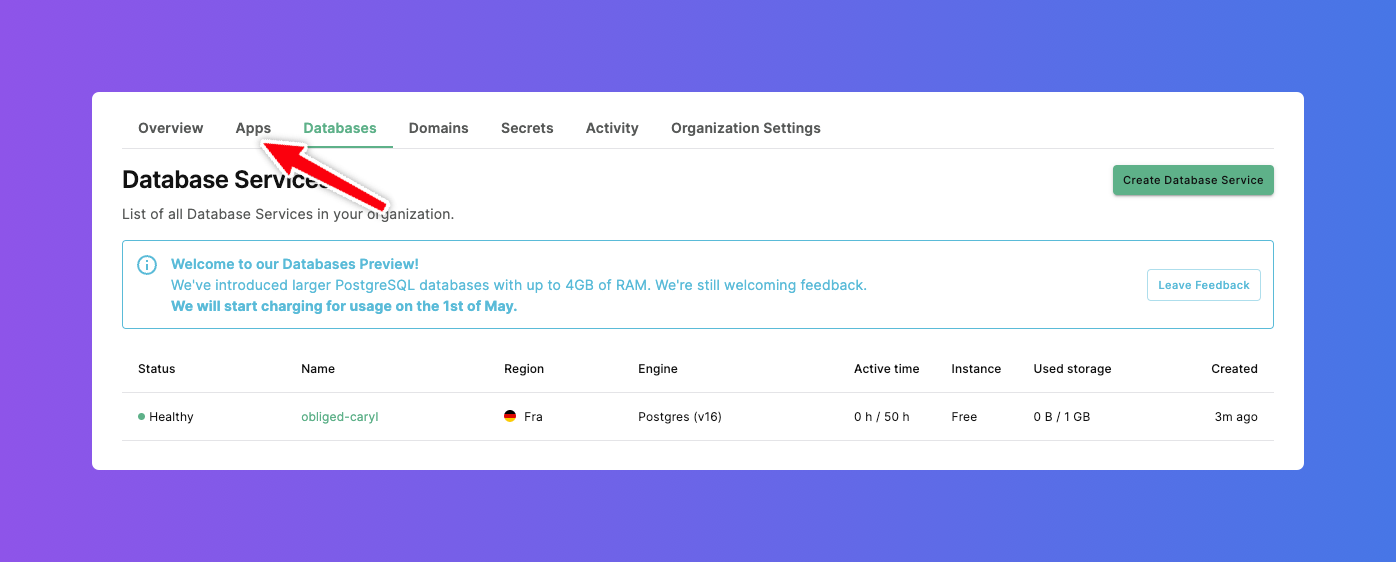 Overview Apps Databases Domains Secrets Activity Organization Settings
Database Services
Create Database Service
List of all Database Services in your organization.
Welcome to our Databases Preview!
We've introduced larger PostgreSQL databases with up to 4GB of RAM. We're still welcoming feedback.
We will start charging for usage on the 1st of May.
Leave Feedback
Status Name Region Engine Active time Instance Used storage Created
Healthy obliged-caryl Fra Postgres (v16) 0 h / 50 h Free 0 B / 1 GB 3m ago